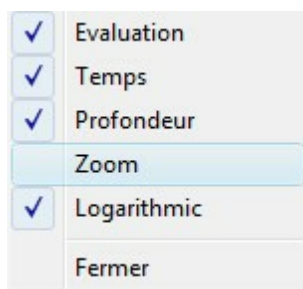 Evaluation
Temps
Profondeur
Zoom
Logarithmic
Fermer